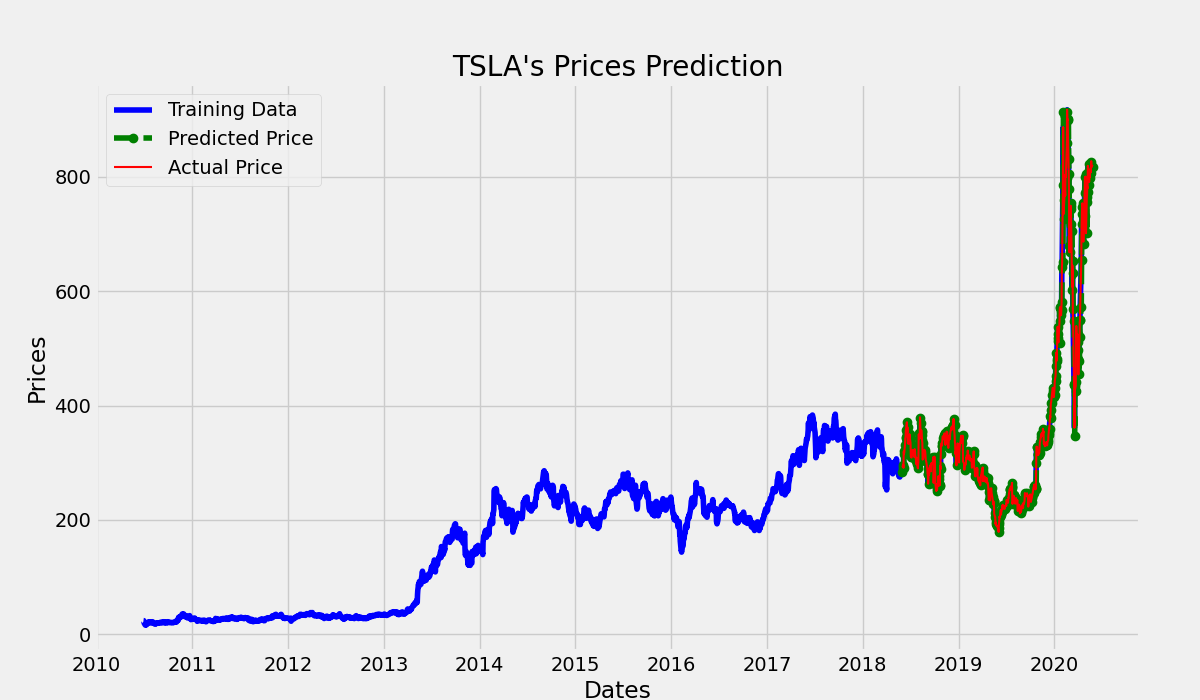 TSLA's Prices Prediction
Training Data
Predicted Price
Actual Price
800
600
400
200
0
Prices
2010 2011 2012 2013 2014 2015 2016 2017 2018 2019 2020
Dates